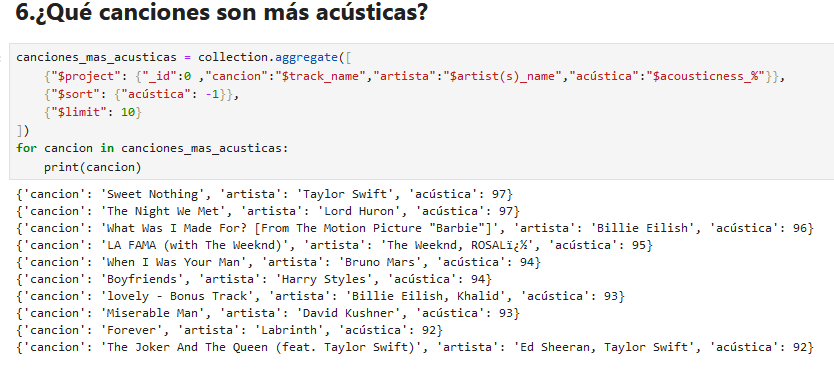 6.¿Qué canciones son más acústicas?
canciones_mas_acusticas = collection.aggregate([
    {"$project": {"_id":0 ,"cancion":"$track_name","artista":"$artist(s)_name","acústica":"$acousticness_%"}},
    {"$sort": {"acústica": -1}},
    {"$limit": 10}
])
for cancion in canciones_mas_acusticas:
    print(cancion)
{'cancion': 'Sweet Nothing', 'artista': 'Taylor Swift', 'acústica': 97}
{'cancion': 'The Night We Met', 'artista': 'Lord Huron', 'acústica': 97}
{'cancion': 'What Was I Made For? [From The Motion Picture "Barbie"]', 'artista': 'Billie Eilish', 'acústica': 96}
{'cancion': 'LA FAMA (with The Weeknd)', 'artista': 'The Weeknd, ROSALï¿½', 'acústica': 95}
{'cancion': 'When I Was Your Man', 'artista': 'Bruno Mars', 'acústica': 94}
{'cancion': 'Boyfriends', 'artista': 'Harry Styles', 'acústica': 94}
{'cancion': 'lovely - Bonus Track', 'artista': 'Billie Eilish, Khalid', 'acústica': 93}
{'cancion': 'Miserable Man', 'artista': 'David Kushner', 'acústica': 93}
{'cancion': 'Forever', 'artista': 'Labrinth', 'acústica': 92}
{'cancion': 'The Joker And The Queen (feat. Taylor Swift)', 'artista': 'Ed Sheeran, Taylor Swift', 'acústica': 92}